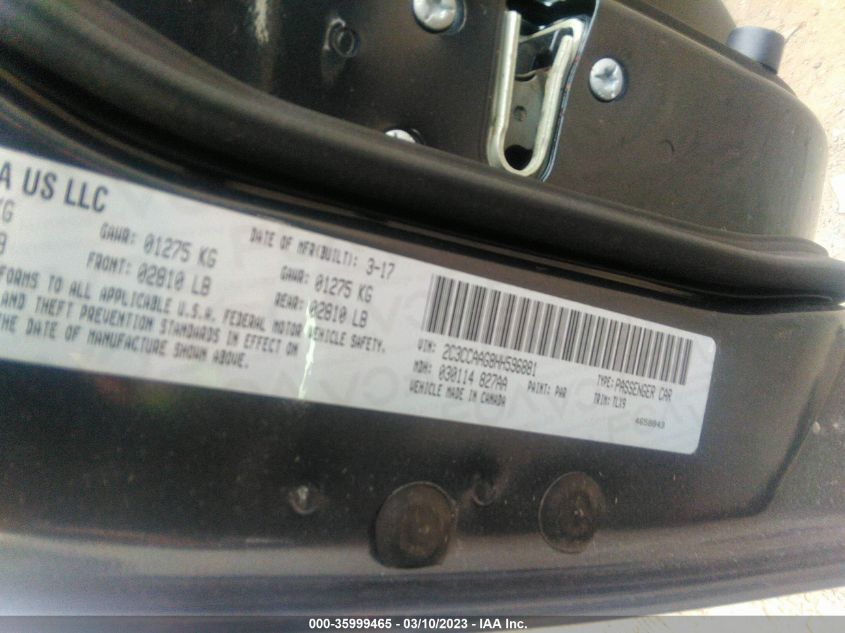 A US LLC
KG GAWR: 01275 KG DATE OF MFR(BUILT): 3-17
FRONT: 02810 LB GAWR: 01275 KG
REAR: 02810 LB
FORMS TO ALL APPLICABLE U.S.A. FEDERAL MOTOR VEHICLE SAFETY,
AND THEFT PREVENTION STANDARDS IN EFFECT ON
THE DATE OF MANUFACTURE SHOWN ABOVE.
VIN: 2C3CCAAG8HH596881 TYPE: PASSENGER CAR
MDH: 030114 827AA PAINT: PAR TRIM: TLX9
VEHICLE MADE IN CANADA 4658043
000-35999465 — 03/10/2023 — IAA Inc.